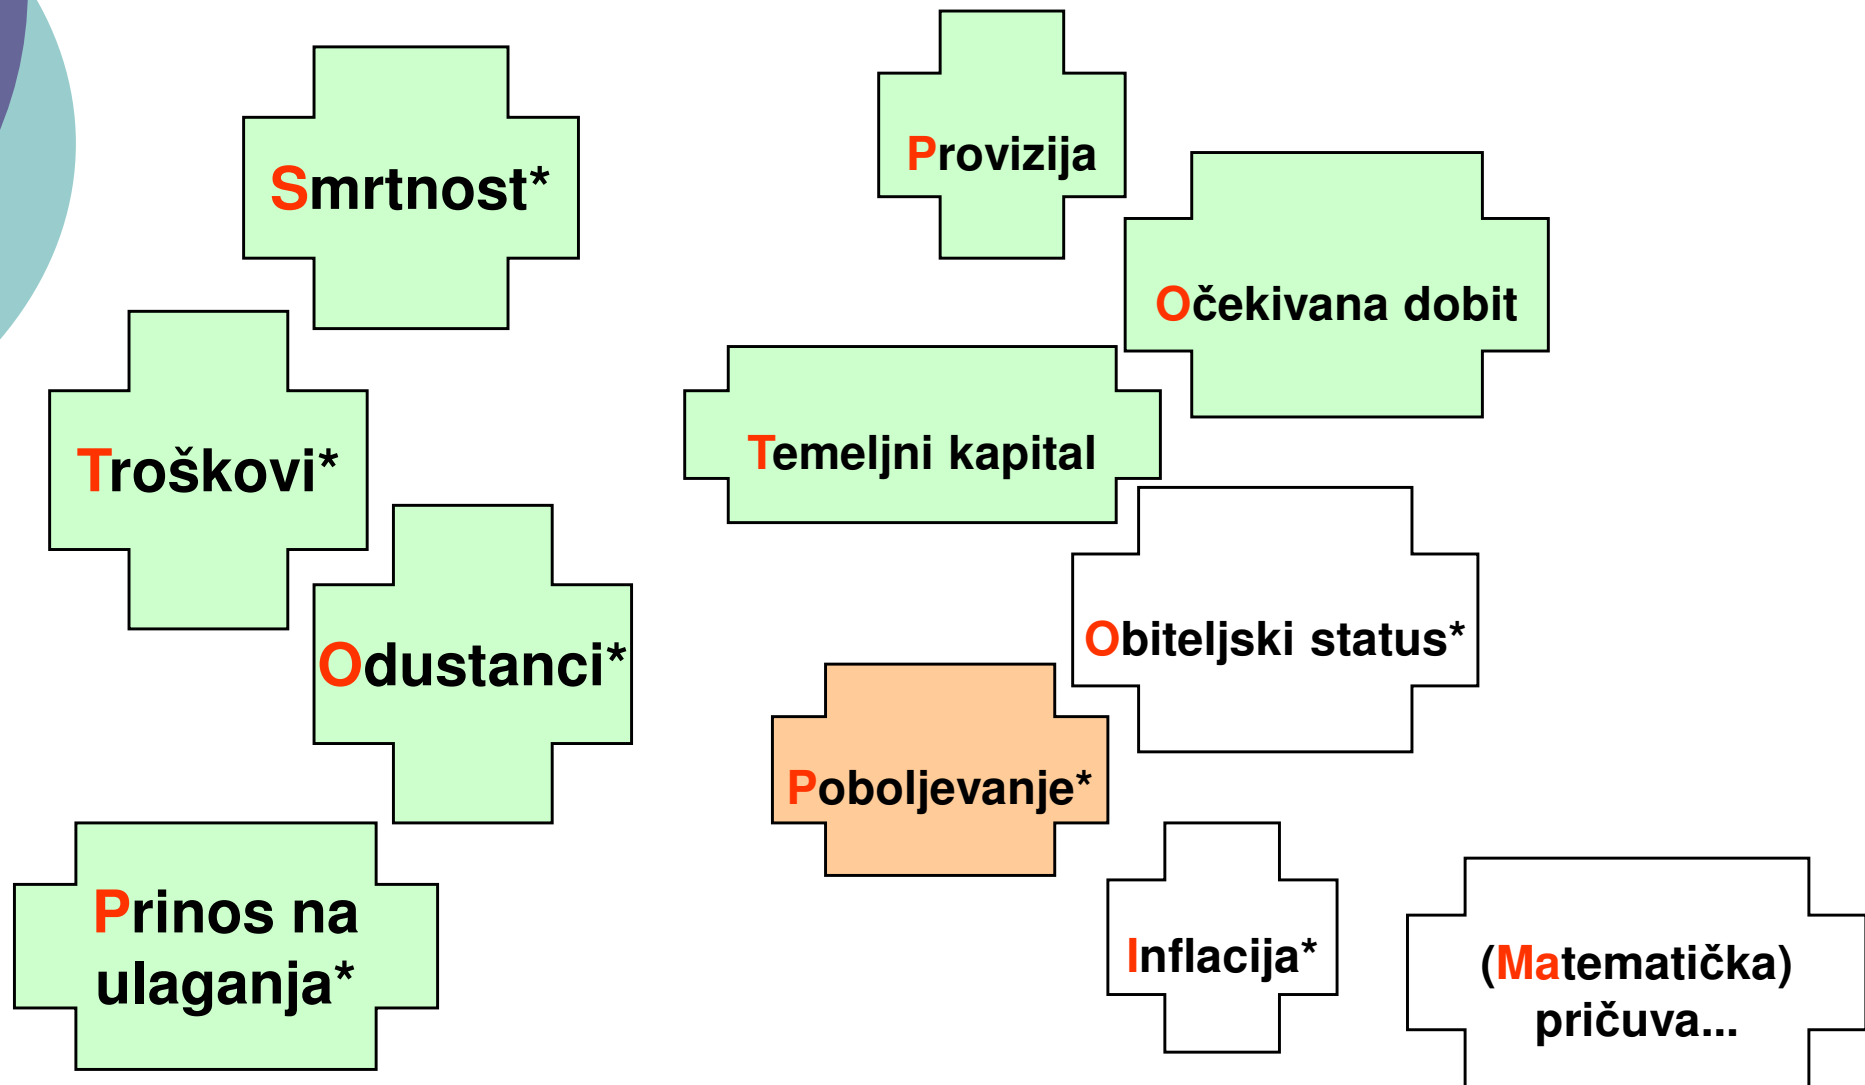 Smrtnost*
Troškovi*
Odustanci*
Prinos na
ulaganja*
Provizija
Očekivana dobit
Temeljni kapital
Obiteljski status*
Poboljevanje*
Inflacija*
(Matematička)
pričuva...